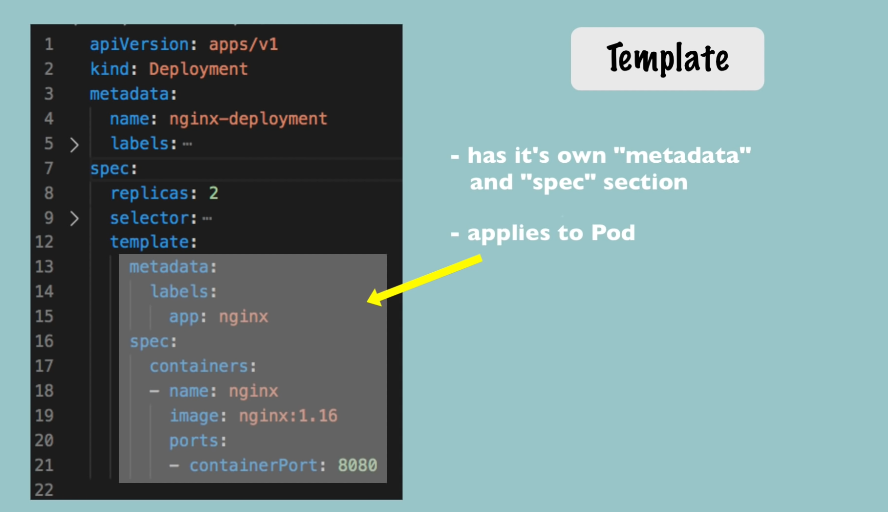 1 apiVersion: apps/v1
2 kind: Deployment
3 metadata:
4   name: nginx-deployment
5 >   labels:⋯
7 spec:
8   replicas: 2
9 >   selector:⋯
12   template:
13     metadata:
14       labels:
15         app: nginx
16     spec:
17       containers:
18       - name: nginx
19         image: nginx:1.16
20         ports:
21         - containerPort: 8080
22
Template
- has it's own "metadata"
and "spec" section
- applies to Pod